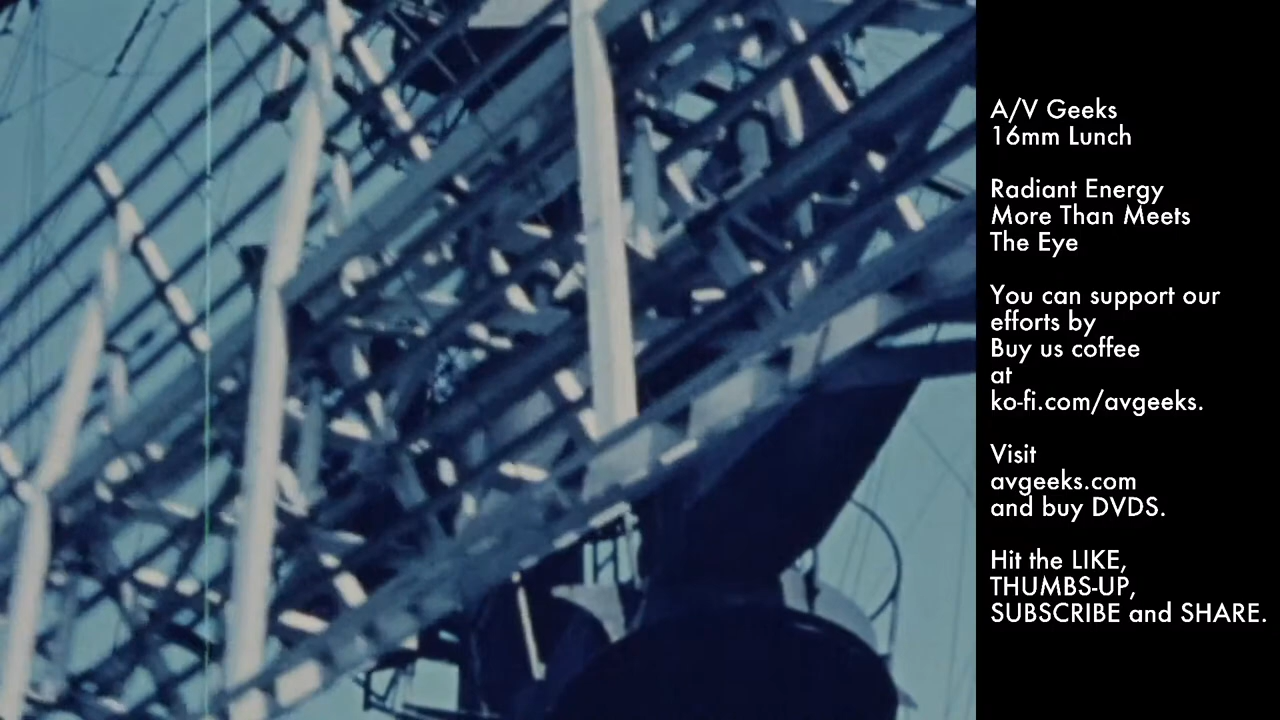 A/V Geeks
16mm Lunch
Radiant Energy
More Than Meets
The Eye
You can support our
efforts by
Buy us coffee
at
ko-fi.com/avgeeks.
Visit
avgeeks.com
and buy DVDS.
Hit the LIKE,
THUMBS-UP,
SUBSCRIBE and SHARE.